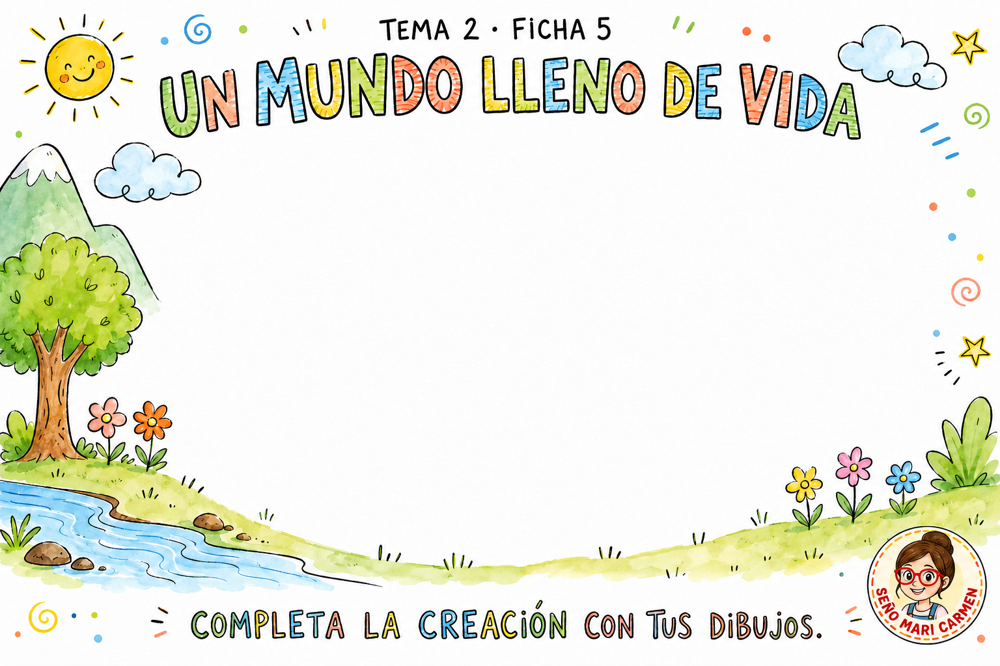 TEMA 2 · FICHA 5
UN MUNDO LLENO DE VIDA
COMPLETA LA CREACIÓN CON TUS DIBUJOS.
SEÑO MARI CARMEN